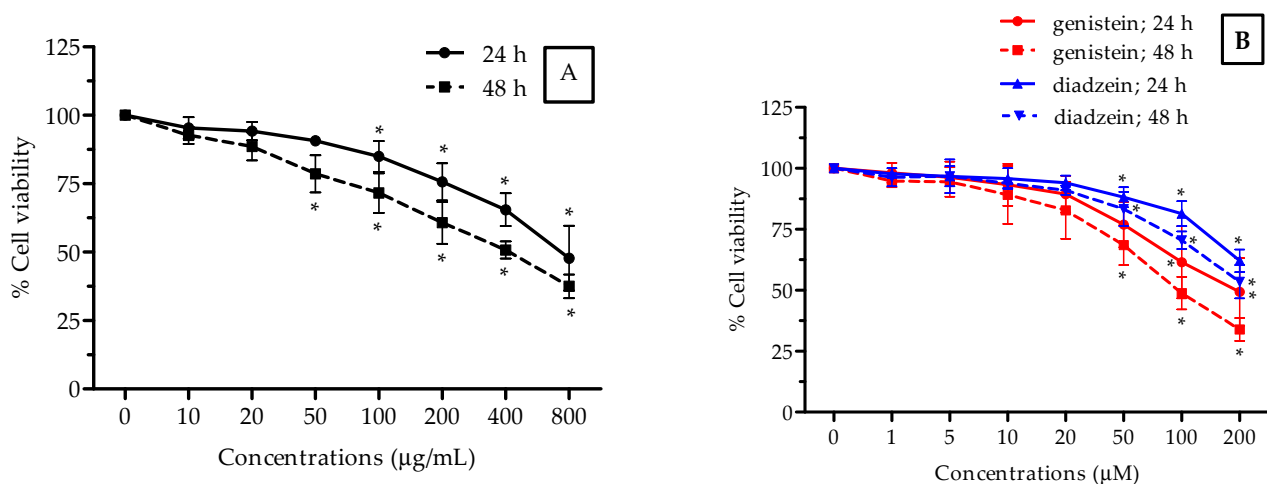 24 h
48 h
A
% Cell viability
125
100
75
50
25
0
* * * *
* * * * *
0 10 20 50 100 200 400 800
Concentrations (µg/mL)
genistein; 24 h
genistein; 48 h
diadzein; 24 h
diadzein; 48 h
B
% Cell viability
125
100
75
50
25
0
* * *
* *
* * *
* * *
0 1 5 10 20 50 100 200
Concentrations (µM)